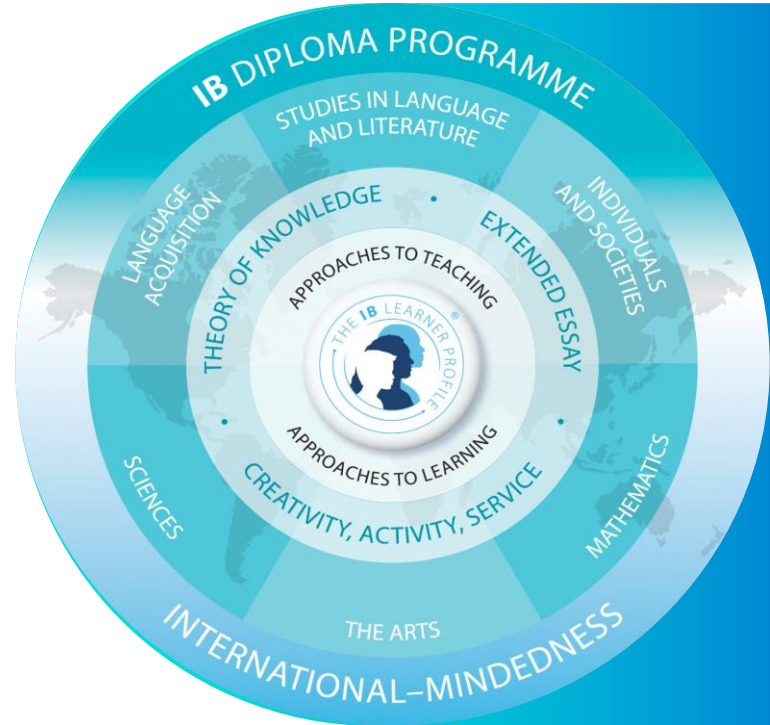 IB DIPLOMA PROGRAMME
STUDIES IN LANGUAGE
AND LITERATURE
LANGUAGE
ACQUISITION
INDIVIDUALS
AND SOCIETIES
THEORY OF KNOWLEDGE
•
EXTENDED ESSAY
APPROACHES TO TEACHING
THE IB LEARNER PROFILE ®
APPROACHES TO LEARNING
•
CREATIVITY, ACTIVITY, SERVICE
•
SCIENCES
MATHEMATICS
THE ARTS
INTERNATIONAL–MINDEDNESS